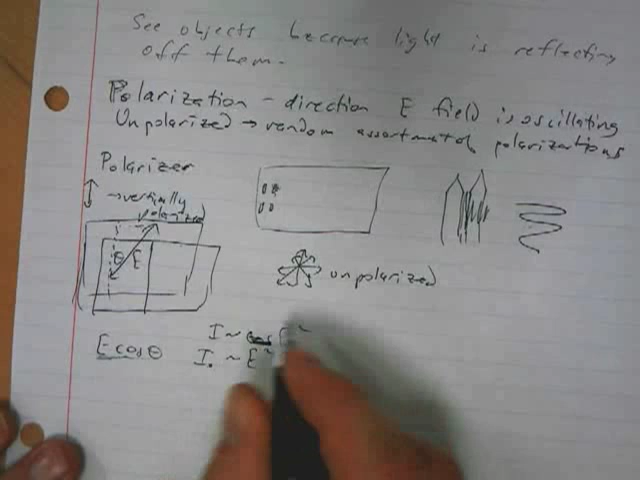 See objects because light is reflecting
off them.
Polarization - direction E field is oscillating
Unpolarized → random assortment of polarizations
Polarizer
→ vertically
polarized
θ E
unpolarized
I ~ E²
E cos θ
I₀ ~ E²